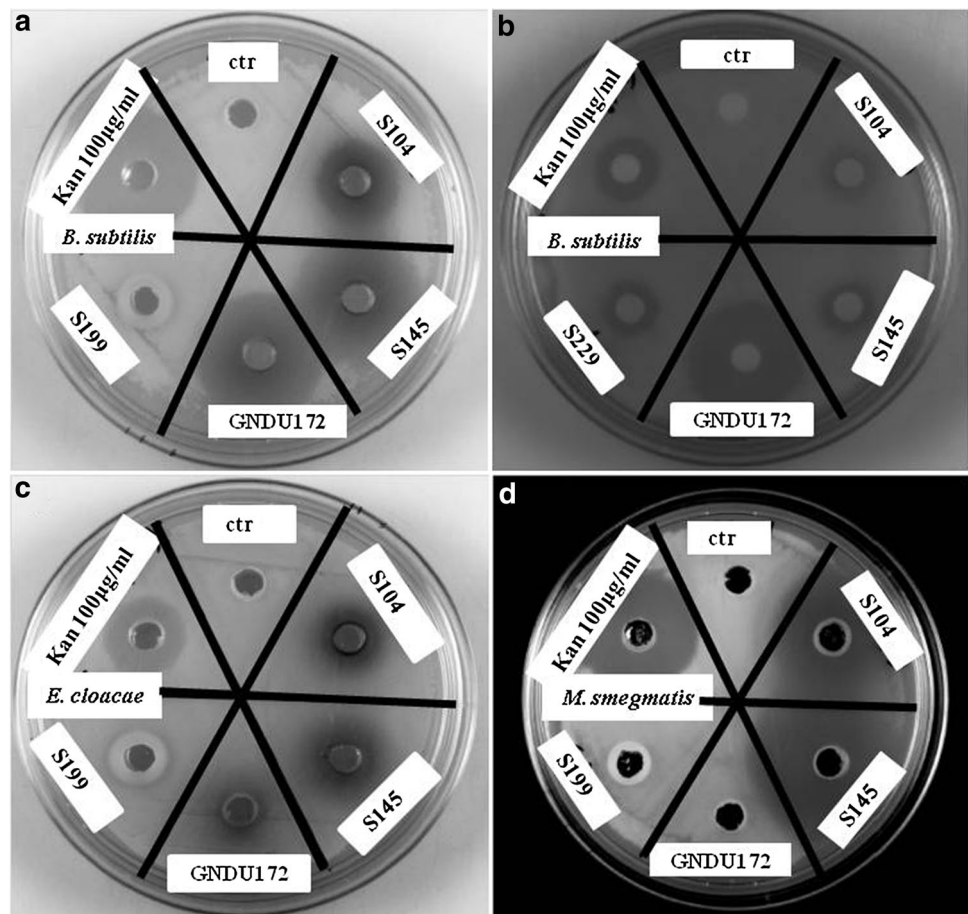 a
ctr
Kan 100µg/ml
S104
B. subtilis
S199
S145
GNDU172
b
ctr
Kan 100µg/ml
S104
B. subtilis
S229
S145
GNDU172
c
ctr
Kan 100µg/ml
S104
E. cloacae
S199
S145
GNDU172
d
ctr
Kan 100µg/ml
S104
M. smegmatis
S199
S145
GNDU172